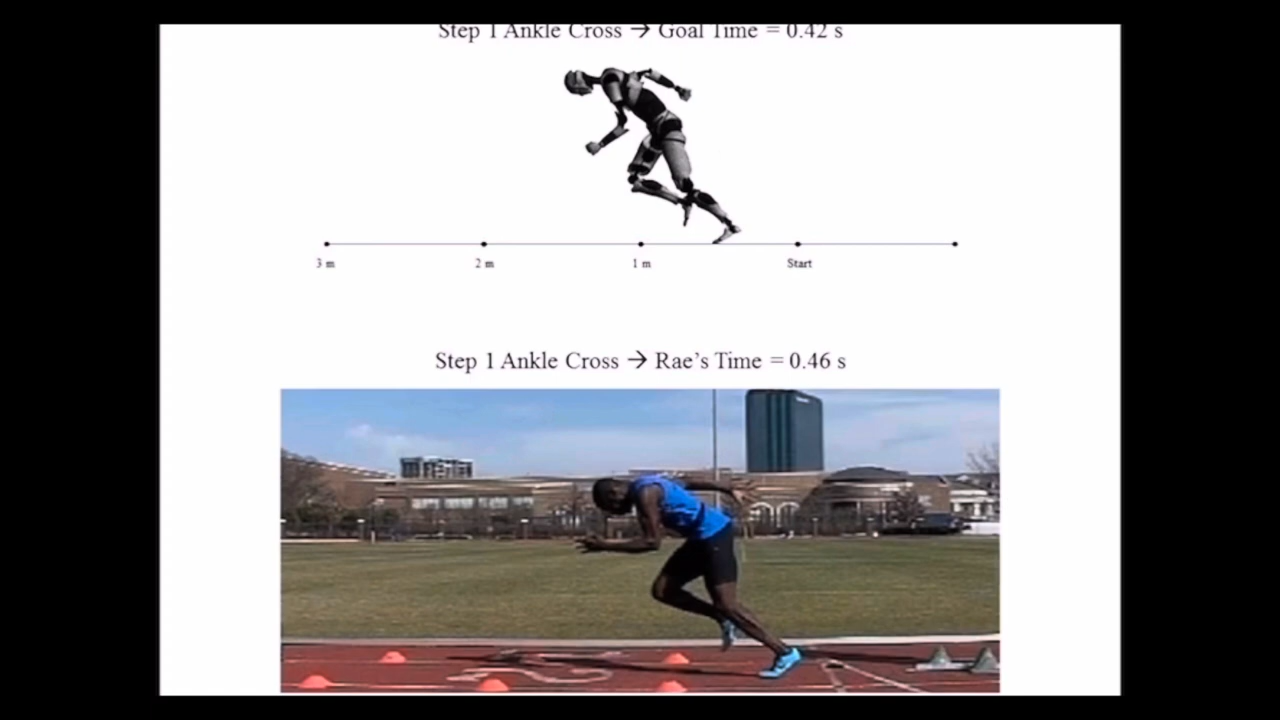 Step 1 Ankle Cross → Goal Time = 0.42 s
3 m 2 m 1 m Start
Step 1 Ankle Cross → Rae's Time = 0.46 s